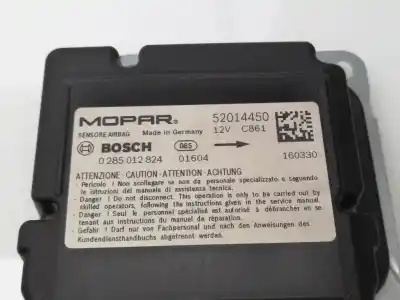 MOPAR® 52014450
SENSORE AIRBAG Made in Germany 12V C861
BOSCH 065
0 285 012 824 01604 160330
ATTENZIONE - CAUTION - ATTENTION - ACHTUNG
- Pericolo! Non scollegare se non da personale specializzato e seguendo
le istruzioni del manuale di assistenza tecnica.
- Danger! Do not disconnect. This operation is only to be carried out by
skilled operators, following the instructions given in the service manual.
- Danger! Seul le personnel spécialisé est autorisé à débrancher en se
tenant aux instructions du manuel de réparation.
- Gefahr! Darf nur von Fachpersonal und nach den Anweisungen des
Kundendiensthandbuchs abgetrennt werden.